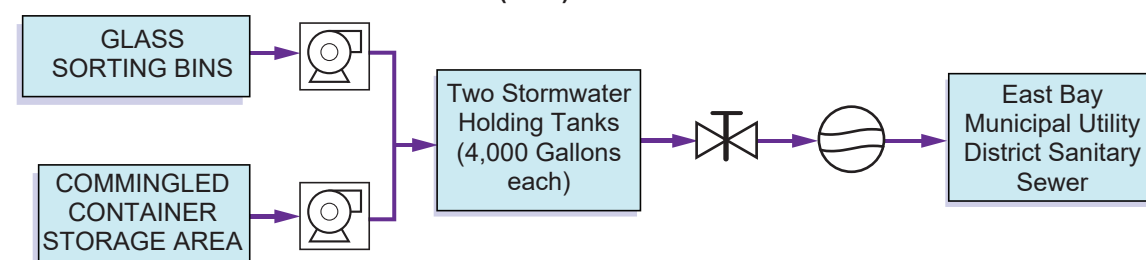 GLASS
SORTING BINS
COMMINGLED
CONTAINER
STORAGE AREA
Two Stormwater
Holding Tanks
(4,000 Gallons
each)
East Bay
Municipal Utility
District Sanitary
Sewer